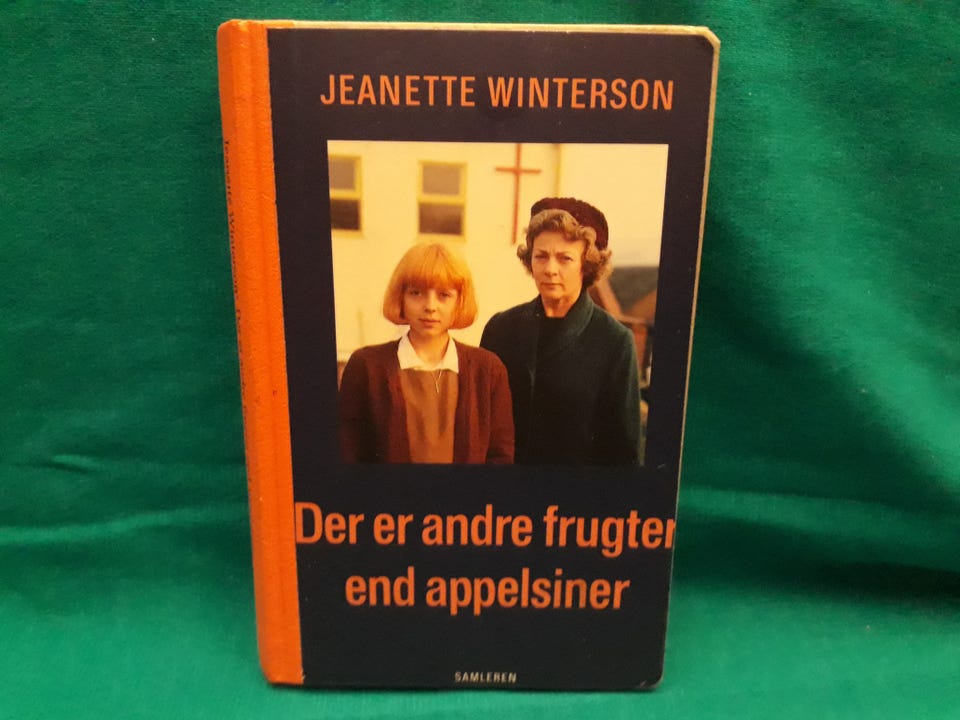 JEANETTE WINTERSON
Der er andre frugter
end appelsiner
SAMLEREN